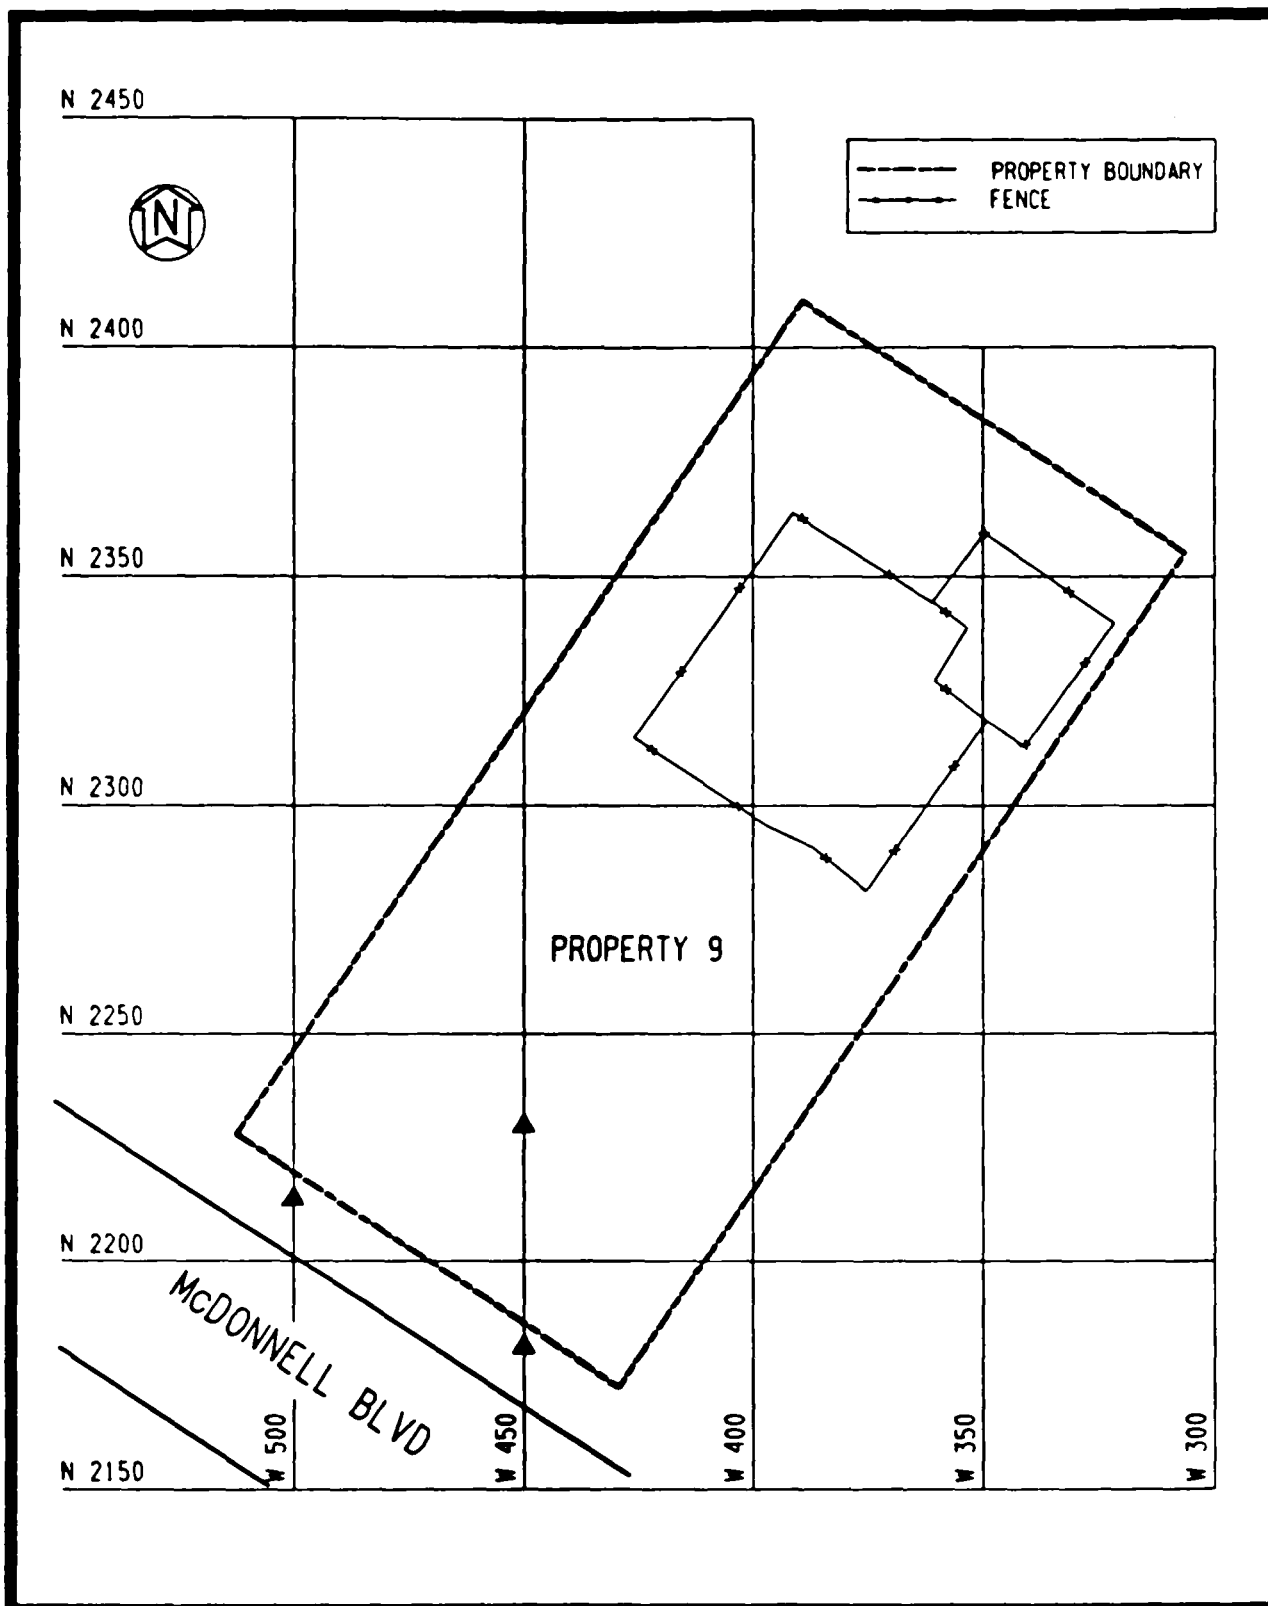 N 2450
PROPERTY BOUNDARY
FENCE
N
N 2400
N 2350
N 2300
PROPERTY 9
N 2250
N 2200
McDONNELL BLVD
W 500
W 450
W 400
W 350
W 300
N 2150